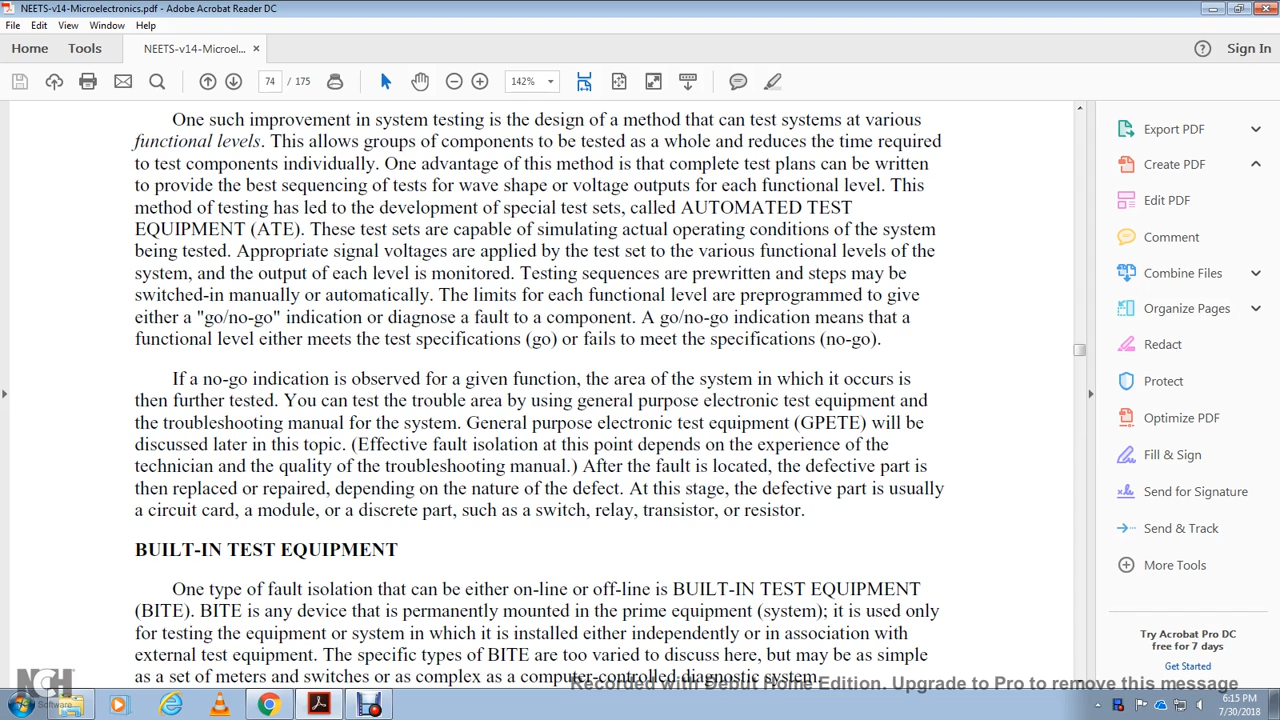 NEETS-v14-Microelectronics.pdf - Adobe Acrobat Reader DC
File Edit View Window Help
Home Tools NEETS-v14-Microel... × Sign In
74 / 175 142%
One such improvement in system testing is the design of a method that can test systems at various
functional levels. This allows groups of components to be tested as a whole and reduces the time required
to test components individually. One advantage of this method is that complete test plans can be written
to provide the best sequencing of tests for wave shape or voltage outputs for each functional level. This
method of testing has led to the development of special test sets, called AUTOMATED TEST
EQUIPMENT (ATE). These test sets are capable of simulating actual operating conditions of the system
being tested. Appropriate signal voltages are applied by the test set to the various functional levels of the
system, and the output of each level is monitored. Testing sequences are prewritten and steps may be
switched-in manually or automatically. The limits for each functional level are preprogrammed to give
either a "go/no-go" indication or diagnose a fault to a component. A go/no-go indication means that a
functional level either meets the test specifications (go) or fails to meet the specifications (no-go).
If a no-go indication is observed for a given function, the area of the system in which it occurs is
then further tested. You can test the trouble area by using general purpose electronic test equipment and
the troubleshooting manual for the system. General purpose electronic test equipment (GPETE) will be
discussed later in this topic. (Effective fault isolation at this point depends on the experience of the
technician and the quality of the troubleshooting manual.) After the fault is located, the defective part is
then replaced or repaired, depending on the nature of the defect. At this stage, the defective part is usually
a circuit card, a module, or a discrete part, such as a switch, relay, transistor, or resistor.
BUILT-IN TEST EQUIPMENT
One type of fault isolation that can be either on-line or off-line is BUILT-IN TEST EQUIPMENT
(BITE). BITE is any device that is permanently mounted in the prime equipment (system); it is used only
for testing the equipment or system in which it is installed either independently or in association with
external test equipment. The specific types of BITE are too varied to discuss here, but may be as simple
as a set of meters and switches or as complex as a computer-controlled diagnostic system.
Export PDF
Create PDF
Edit PDF
Comment
Combine Files
Organize Pages
Redact
Protect
Optimize PDF
Fill & Sign
Send for Signature
Send & Track
More Tools
Try Acrobat Pro DC
free for 7 days
Get Started
NCH Software
Recorded with Debut Home Edition. Upgrade to Pro to remove this message
6:15 PM
7/30/2018